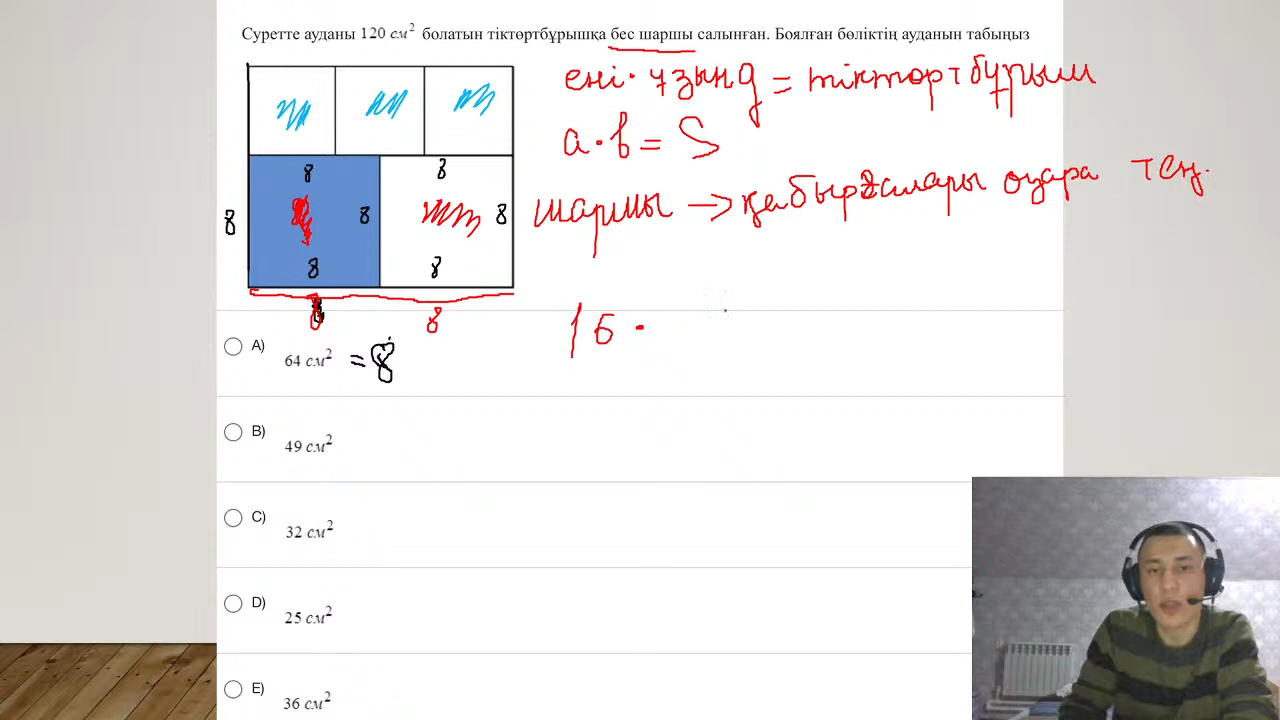 Суретте ауданы 120 см² болатын тіктөртбұрышқа бес шаршы салынған. Боялған бөліктің ауданын табыңыз
ені · ұзынд = тіктөртбұрыш
a · b = S
шаршы → қабырғалары өзара тең.
8 8
8 8 8
8 8
8 8
16 ·
A) 64 см² = 8
B) 49 см²
C) 32 см²
D) 25 см²
E) 36 см²